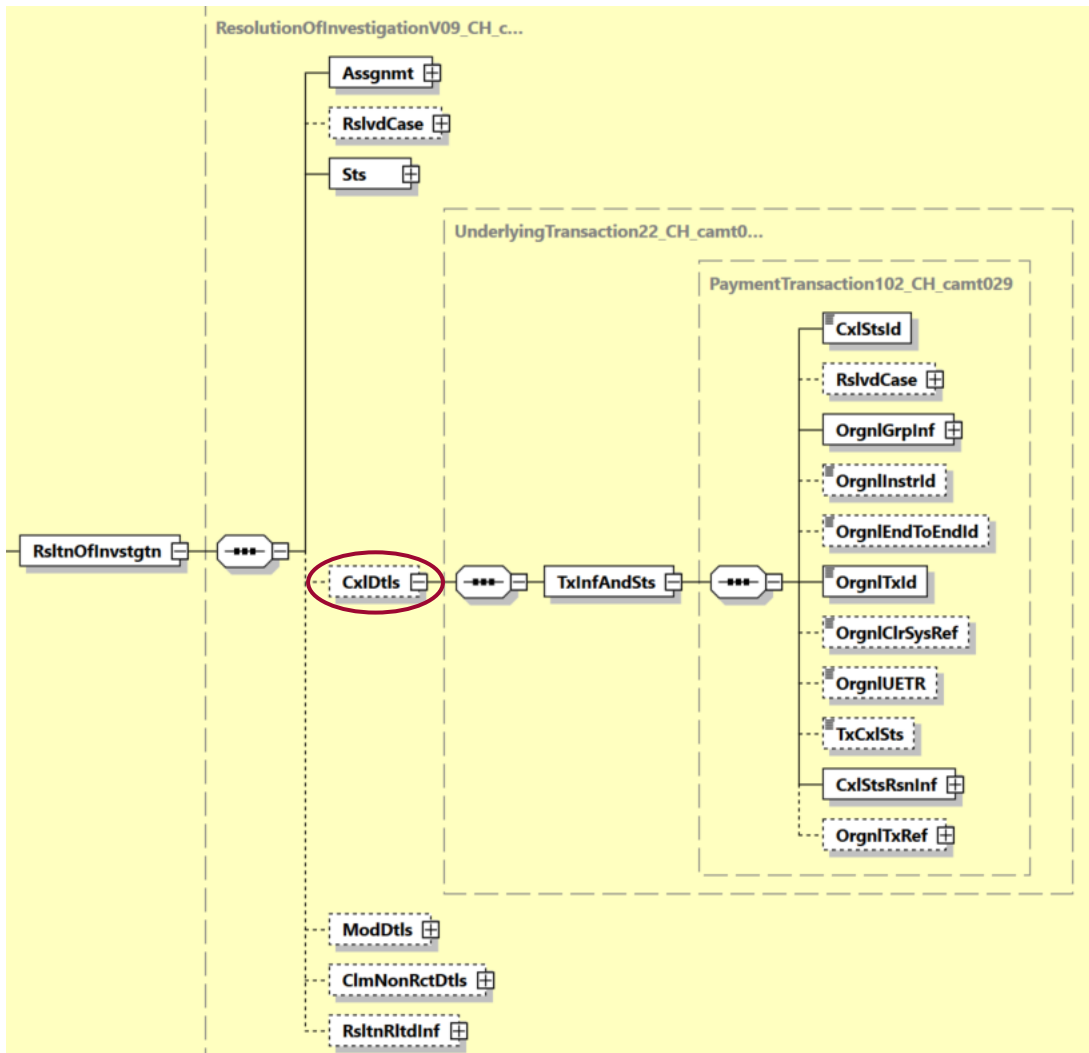 ResolutionOfInvestigationV09_CH_c...
Assgnmt
RslvdCase
Sts
UnderlyingTransaction22_CH_camt0...
PaymentTransaction102_CH_camt029
CxlStsId
RslvdCase
OrgnlGrpInf
OrgnlInstrId
OrgnlEndToEndId
RsltnOfInvstgtn
CxlDtls
TxInfAndSts
OrgnlTxId
OrgnlClrSysRef
OrgnlUETR
TxCxlSts
CxlStsRsnInf
OrgnlTxRef
ModDtls
ClmNonRctDtls
RsltnRltdInf